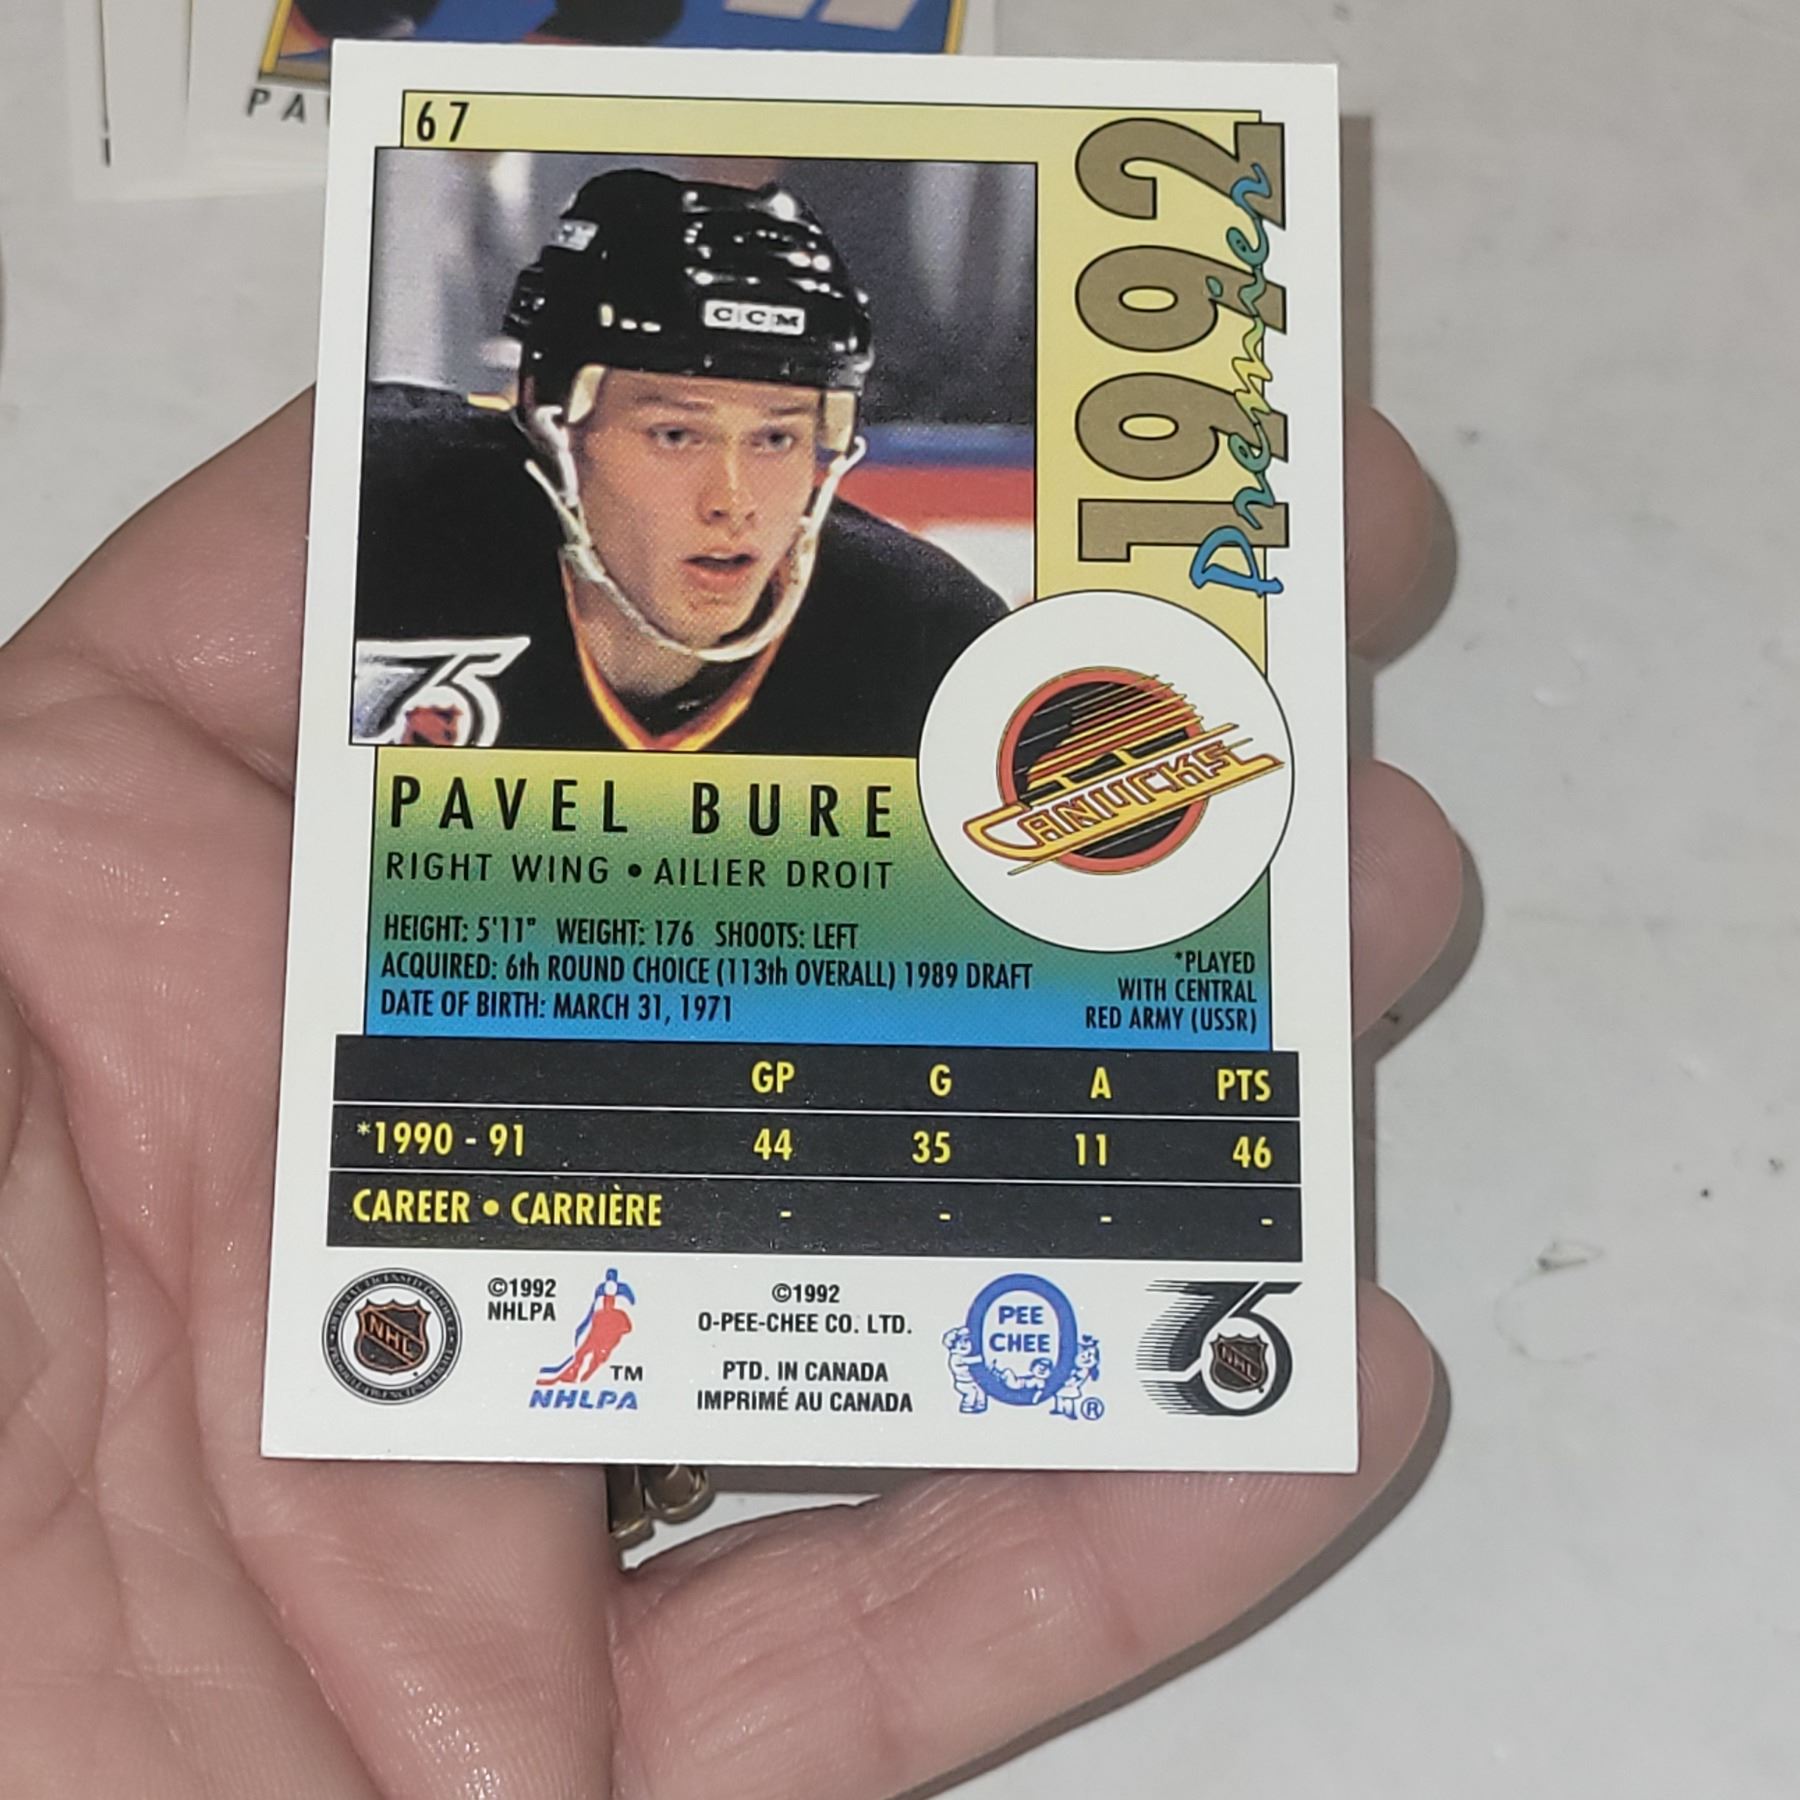 PA
67
1992
Premier
CCM
75
CANUCKS
PAVEL BURE
RIGHT WING • AILIER DROIT
HEIGHT: 5'11" WEIGHT: 176 SHOOTS: LEFT
ACQUIRED: 6th ROUND CHOICE (113th OVERALL) 1989 DRAFT
DATE OF BIRTH: MARCH 31, 1971
*PLAYED
WITH CENTRAL
RED ARMY (USSR)
GP G A PTS
*1990 - 91 44 35 11 46
CAREER • CARRIÈRE - - - -
NHL
©1992
NHLPA
TM
NHLPA
©1992
O-PEE-CHEE CO. LTD.
PTD. IN CANADA
IMPRIMÉ AU CANADA
O PEE
CHEE
®
75
NHL